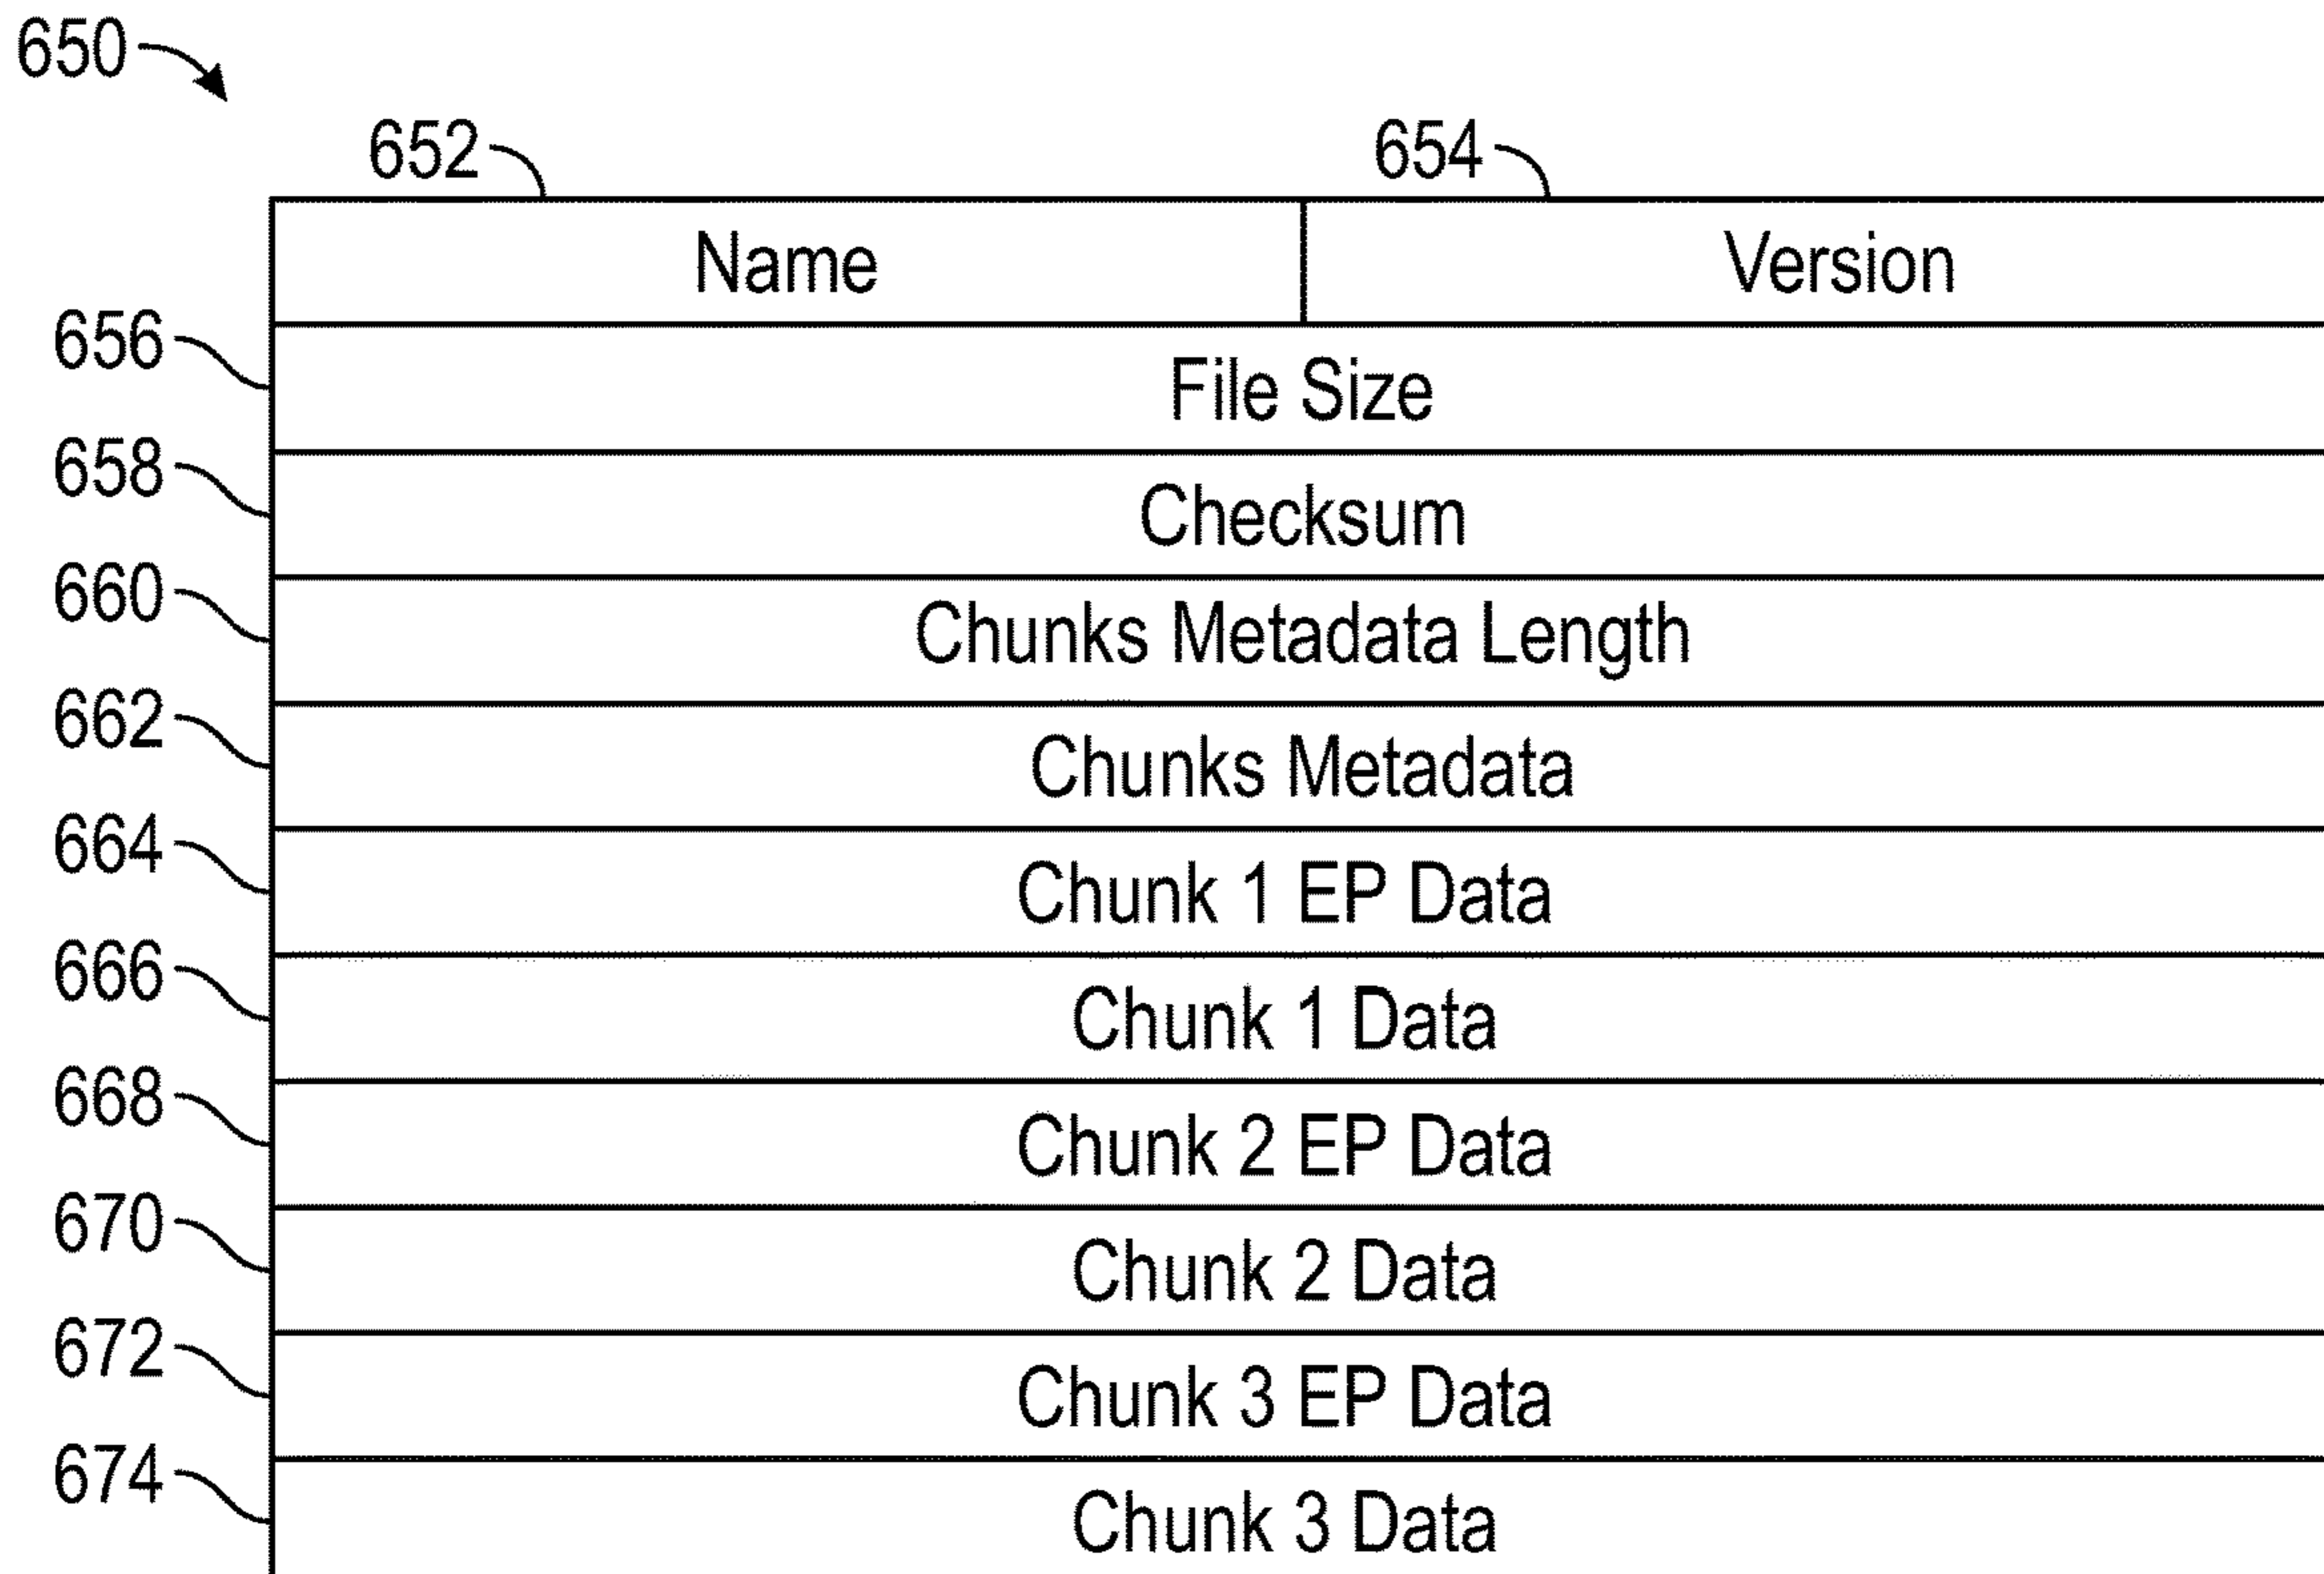 650
652 654
Name Version
656 File Size
658 Checksum
660 Chunks Metadata Length
662 Chunks Metadata
664 Chunk 1 EP Data
666 Chunk 1 Data
668 Chunk 2 EP Data
670 Chunk 2 Data
672 Chunk 3 EP Data
674 Chunk 3 Data